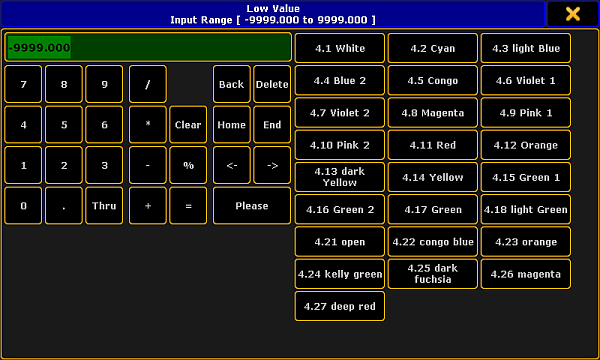 Low Value
Input Range [ -9999.000 to 9999.000 ]
-9999.000
7 8 9 / Back Delete
4 5 6 * Clear Home End
1 2 3 - % <- ->
0 . Thru + = Please
4.1 White 4.2 Cyan 4.3 light Blue
4.4 Blue 2 4.5 Congo 4.6 Violet 1
4.7 Violet 2 4.8 Magenta 4.9 Pink 1
4.10 Pink 2 4.11 Red 4.12 Orange
4.13 dark
Yellow
4.14 Yellow 4.15 Green 1
4.16 Green 2 4.17 Green 4.18 light Green
4.21 open 4.22 congo blue 4.23 orange
4.24 kelly green
4.25 dark
fuchsia
4.26 magenta
4.27 deep red